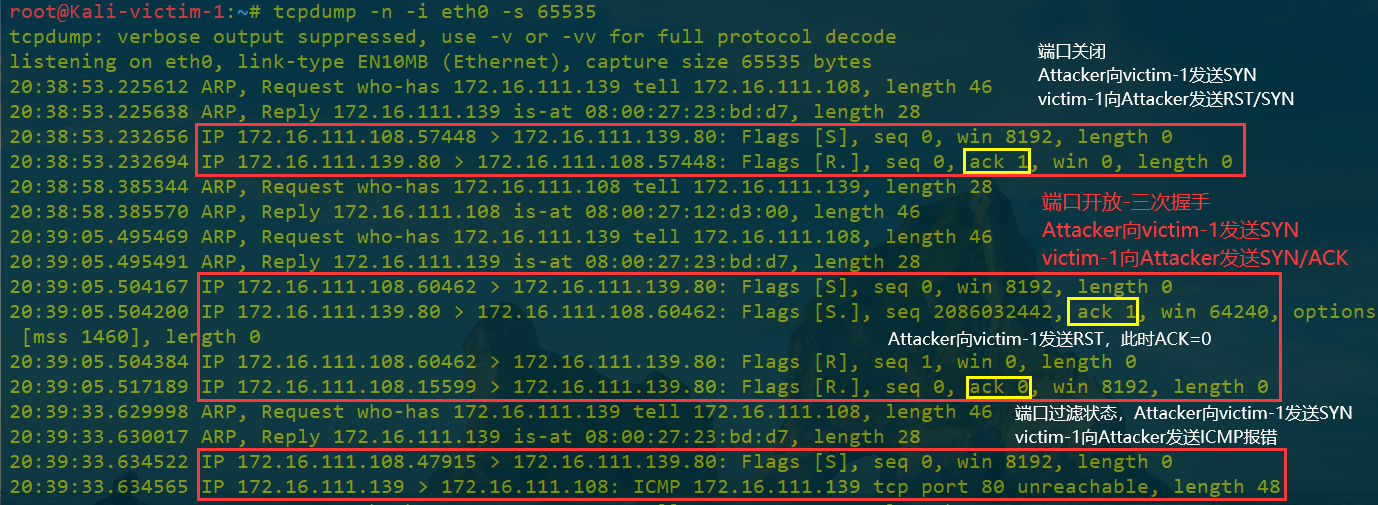 root@Kali-victim-1:~# tcpdump -n -i eth0 -s 65535
tcpdump: verbose output suppressed, use -v or -vv for full protocol decode
listening on eth0, link-type EN10MB (Ethernet), capture size 65535 bytes
端口关闭
Attacker向victim-1发送SYN
victim-1向Attacker发送RST/SYN
20:38:53.225612 ARP, Request who-has 172.16.111.139 tell 172.16.111.108, length 46
20:38:53.225638 ARP, Reply 172.16.111.139 is-at 08:00:27:23:bd:d7, length 28
20:38:53.232656 IP 172.16.111.108.57448 > 172.16.111.139.80: Flags [S], seq 0, win 8192, length 0
20:38:53.232694 IP 172.16.111.139.80 > 172.16.111.108.57448: Flags [R.], seq 0, ack 1, win 0, length 0
20:38:58.385344 ARP, Request who-has 172.16.111.108 tell 172.16.111.139, length 28
20:38:58.385570 ARP, Reply 172.16.111.108 is-at 08:00:27:12:d3:00, length 46
20:39:05.495469 ARP, Request who-has 172.16.111.139 tell 172.16.111.108, length 46
20:39:05.495491 ARP, Reply 172.16.111.139 is-at 08:00:27:23:bd:d7, length 28
端口开放-三次握手
Attacker向victim-1发送SYN
victim-1向Attacker发送SYN/ACK
20:39:05.504167 IP 172.16.111.108.60462 > 172.16.111.139.80: Flags [S], seq 0, win 8192, length 0
20:39:05.504200 IP 172.16.111.139.80 > 172.16.111.108.60462: Flags [S.], seq 2086032442, ack 1, win 64240, options
[mss 1460], length 0
Attacker向victim-1发送RST，此时ACK=0
20:39:05.504384 IP 172.16.111.108.60462 > 172.16.111.139.80: Flags [R], seq 1, win 0, length 0
20:39:05.517189 IP 172.16.111.108.15599 > 172.16.111.139.80: Flags [R.], seq 0, ack 0, win 8192, length 0
20:39:33.629998 ARP, Request who-has 172.16.111.139 tell 172.16.111.108, length 46
20:39:33.630017 ARP, Reply 172.16.111.139 is-at 08:00:27:23:bd:d7, length 28
端口过滤状态，Attacker向victim-1发送SYN
victim-1向Attacker发送ICMP报错
20:39:33.634522 IP 172.16.111.108.47915 > 172.16.111.139.80: Flags [S], seq 0, win 8192, length 0
20:39:33.634565 IP 172.16.111.139 > 172.16.111.108: ICMP 172.16.111.139 tcp port 80 unreachable, length 48